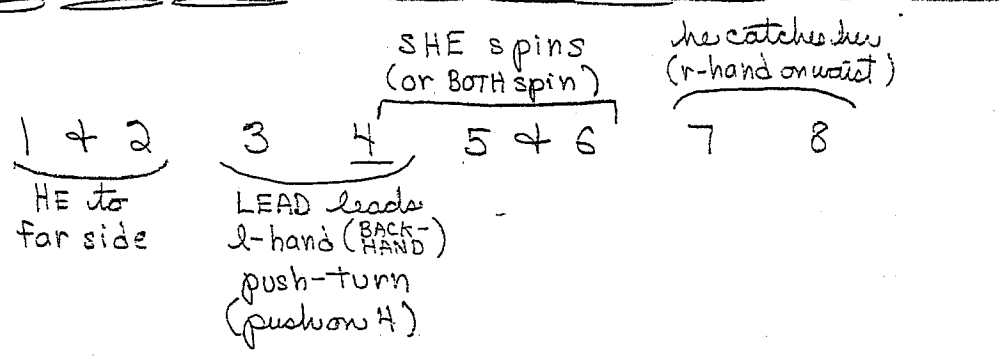 SHE spins
(or BOTH spin)
he catches her
(r-hand on waist)
1 & 2 3 4 5 & 6 7 8
HE to
far side
LEAD leads
l-hand (BACK-HAND)
push-turn
(push on 4)